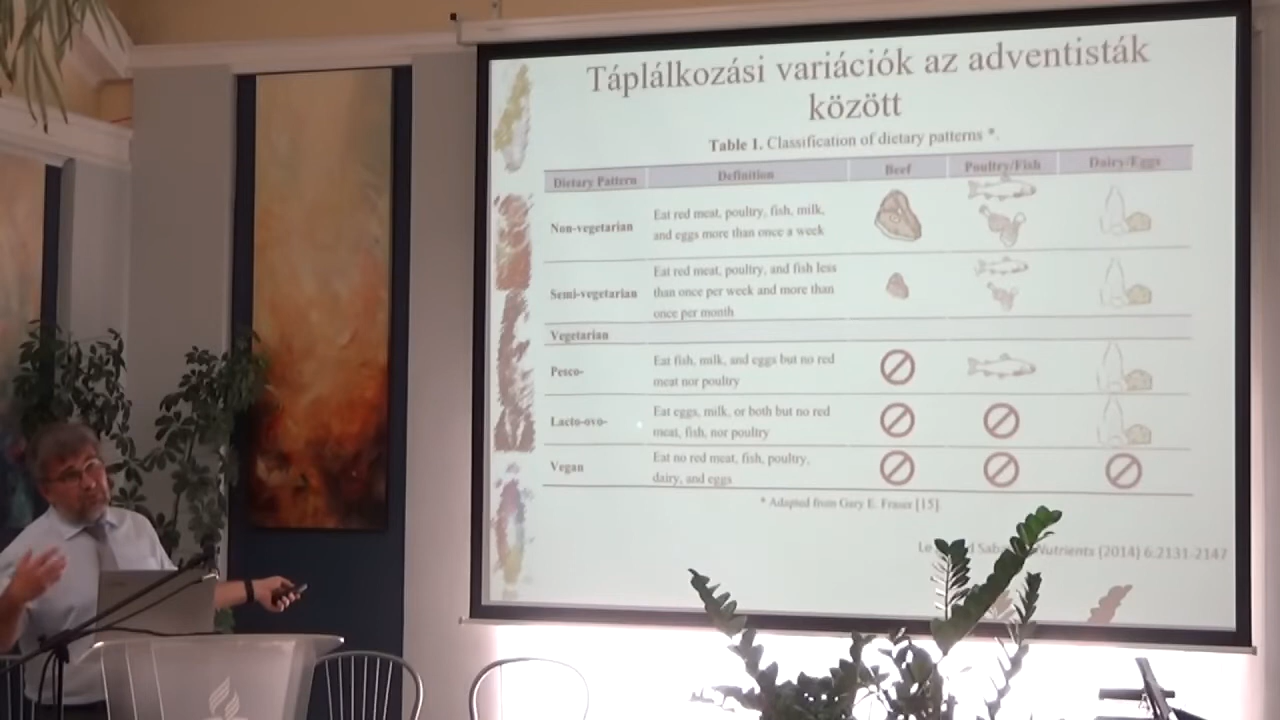 Táplálkozási variációk az adventisták
között
Table 1. Classification of dietary patterns *.
Dietary Pattern Definition Beef Poultry/Fish Dairy/Eggs
Non-vegetarian
Eat red meat, poultry, fish, milk,
and eggs more than once a week
Semi-vegetarian
Eat red meat, poultry, and fish less
than once per week and more than
once per month
Vegetarian
Pesco-
Eat fish, milk, and eggs but no red
meat nor poultry
Lacto-ovo-
Eat eggs, milk, or both but no red
meat, fish, nor poultry
Vegan
Eat no red meat, fish, poultry,
dairy, and eggs
* Adapted from Gary E. Fraser [15]
Nutrients (2014) 6:2131-2147